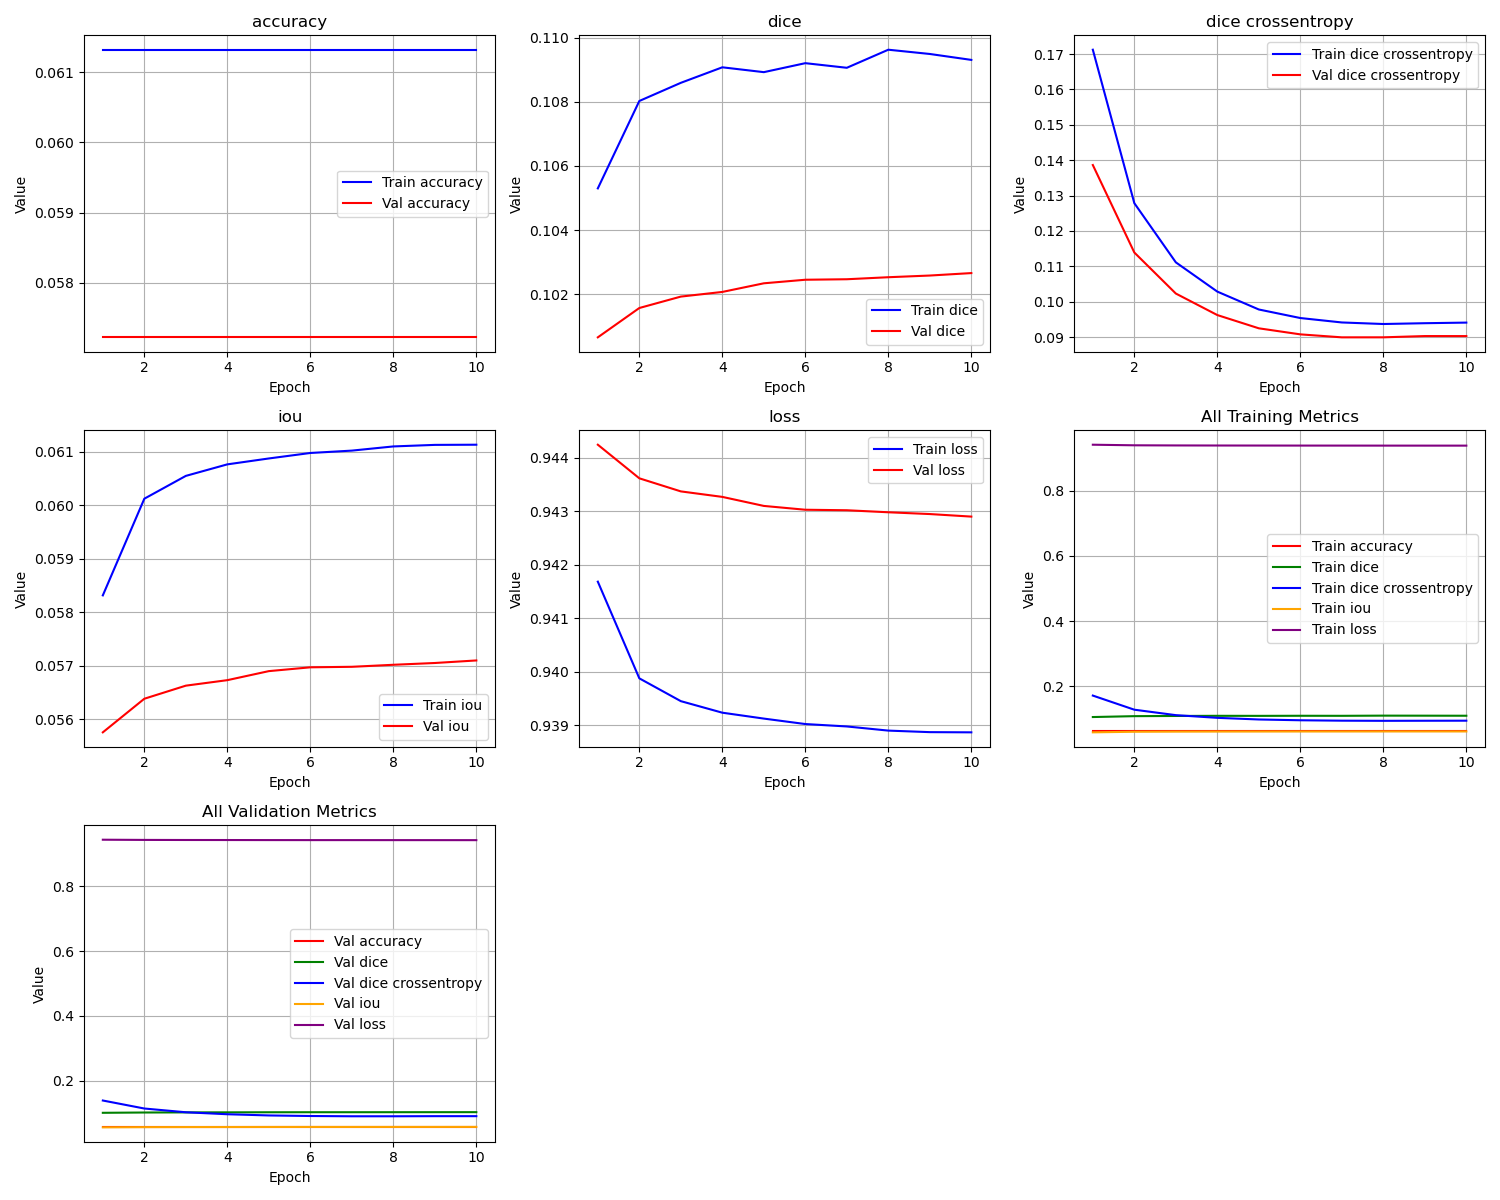 accuracy
Value
0.061
0.060
0.059
0.058
Train accuracy
Val accuracy
2 4 6 8 10
Epoch
dice
Value
0.110
0.108
0.106
0.104
0.102
Train dice
Val dice
2 4 6 8 10
Epoch
dice crossentropy
Value
0.17
0.16
0.15
0.14
0.13
0.12
0.11
0.10
0.09
Train dice crossentropy
Val dice crossentropy
2 4 6 8 10
Epoch
iou
Value
0.061
0.060
0.059
0.058
0.057
0.056
Train iou
Val iou
2 4 6 8 10
Epoch
loss
Value
0.944
0.943
0.942
0.941
0.940
0.939
Train loss
Val loss
2 4 6 8 10
Epoch
All Training Metrics
Value
0.8
0.6
0.4
0.2
Train accuracy
Train dice
Train dice crossentropy
Train iou
Train loss
2 4 6 8 10
Epoch
All Validation Metrics
Value
0.8
0.6
0.4
0.2
Val accuracy
Val dice
Val dice crossentropy
Val iou
Val loss
2 4 6 8 10
Epoch